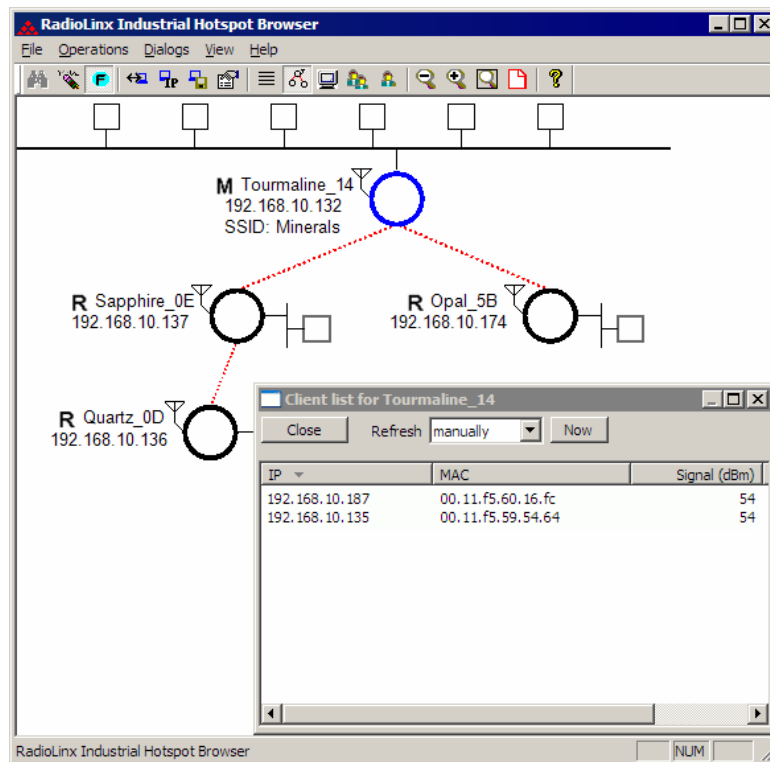 RadioLinx Industrial Hotspot Browser
File Operations Dialogs View Help
F IP ?
M Tourmaline_14
192.168.10.132
SSID: Minerals
R Sapphire_0E
192.168.10.137
R Opal_5B
192.168.10.174
R Quartz_0D
192.168.10.136
Client list for Tourmaline_14
Close Refresh manually Now
IP MAC Signal (dBm)
192.168.10.187 00.11.f5.60.16.fc 54
192.168.10.135 00.11.f5.59.54.64 54
RadioLinx Industrial Hotspot Browser NUM